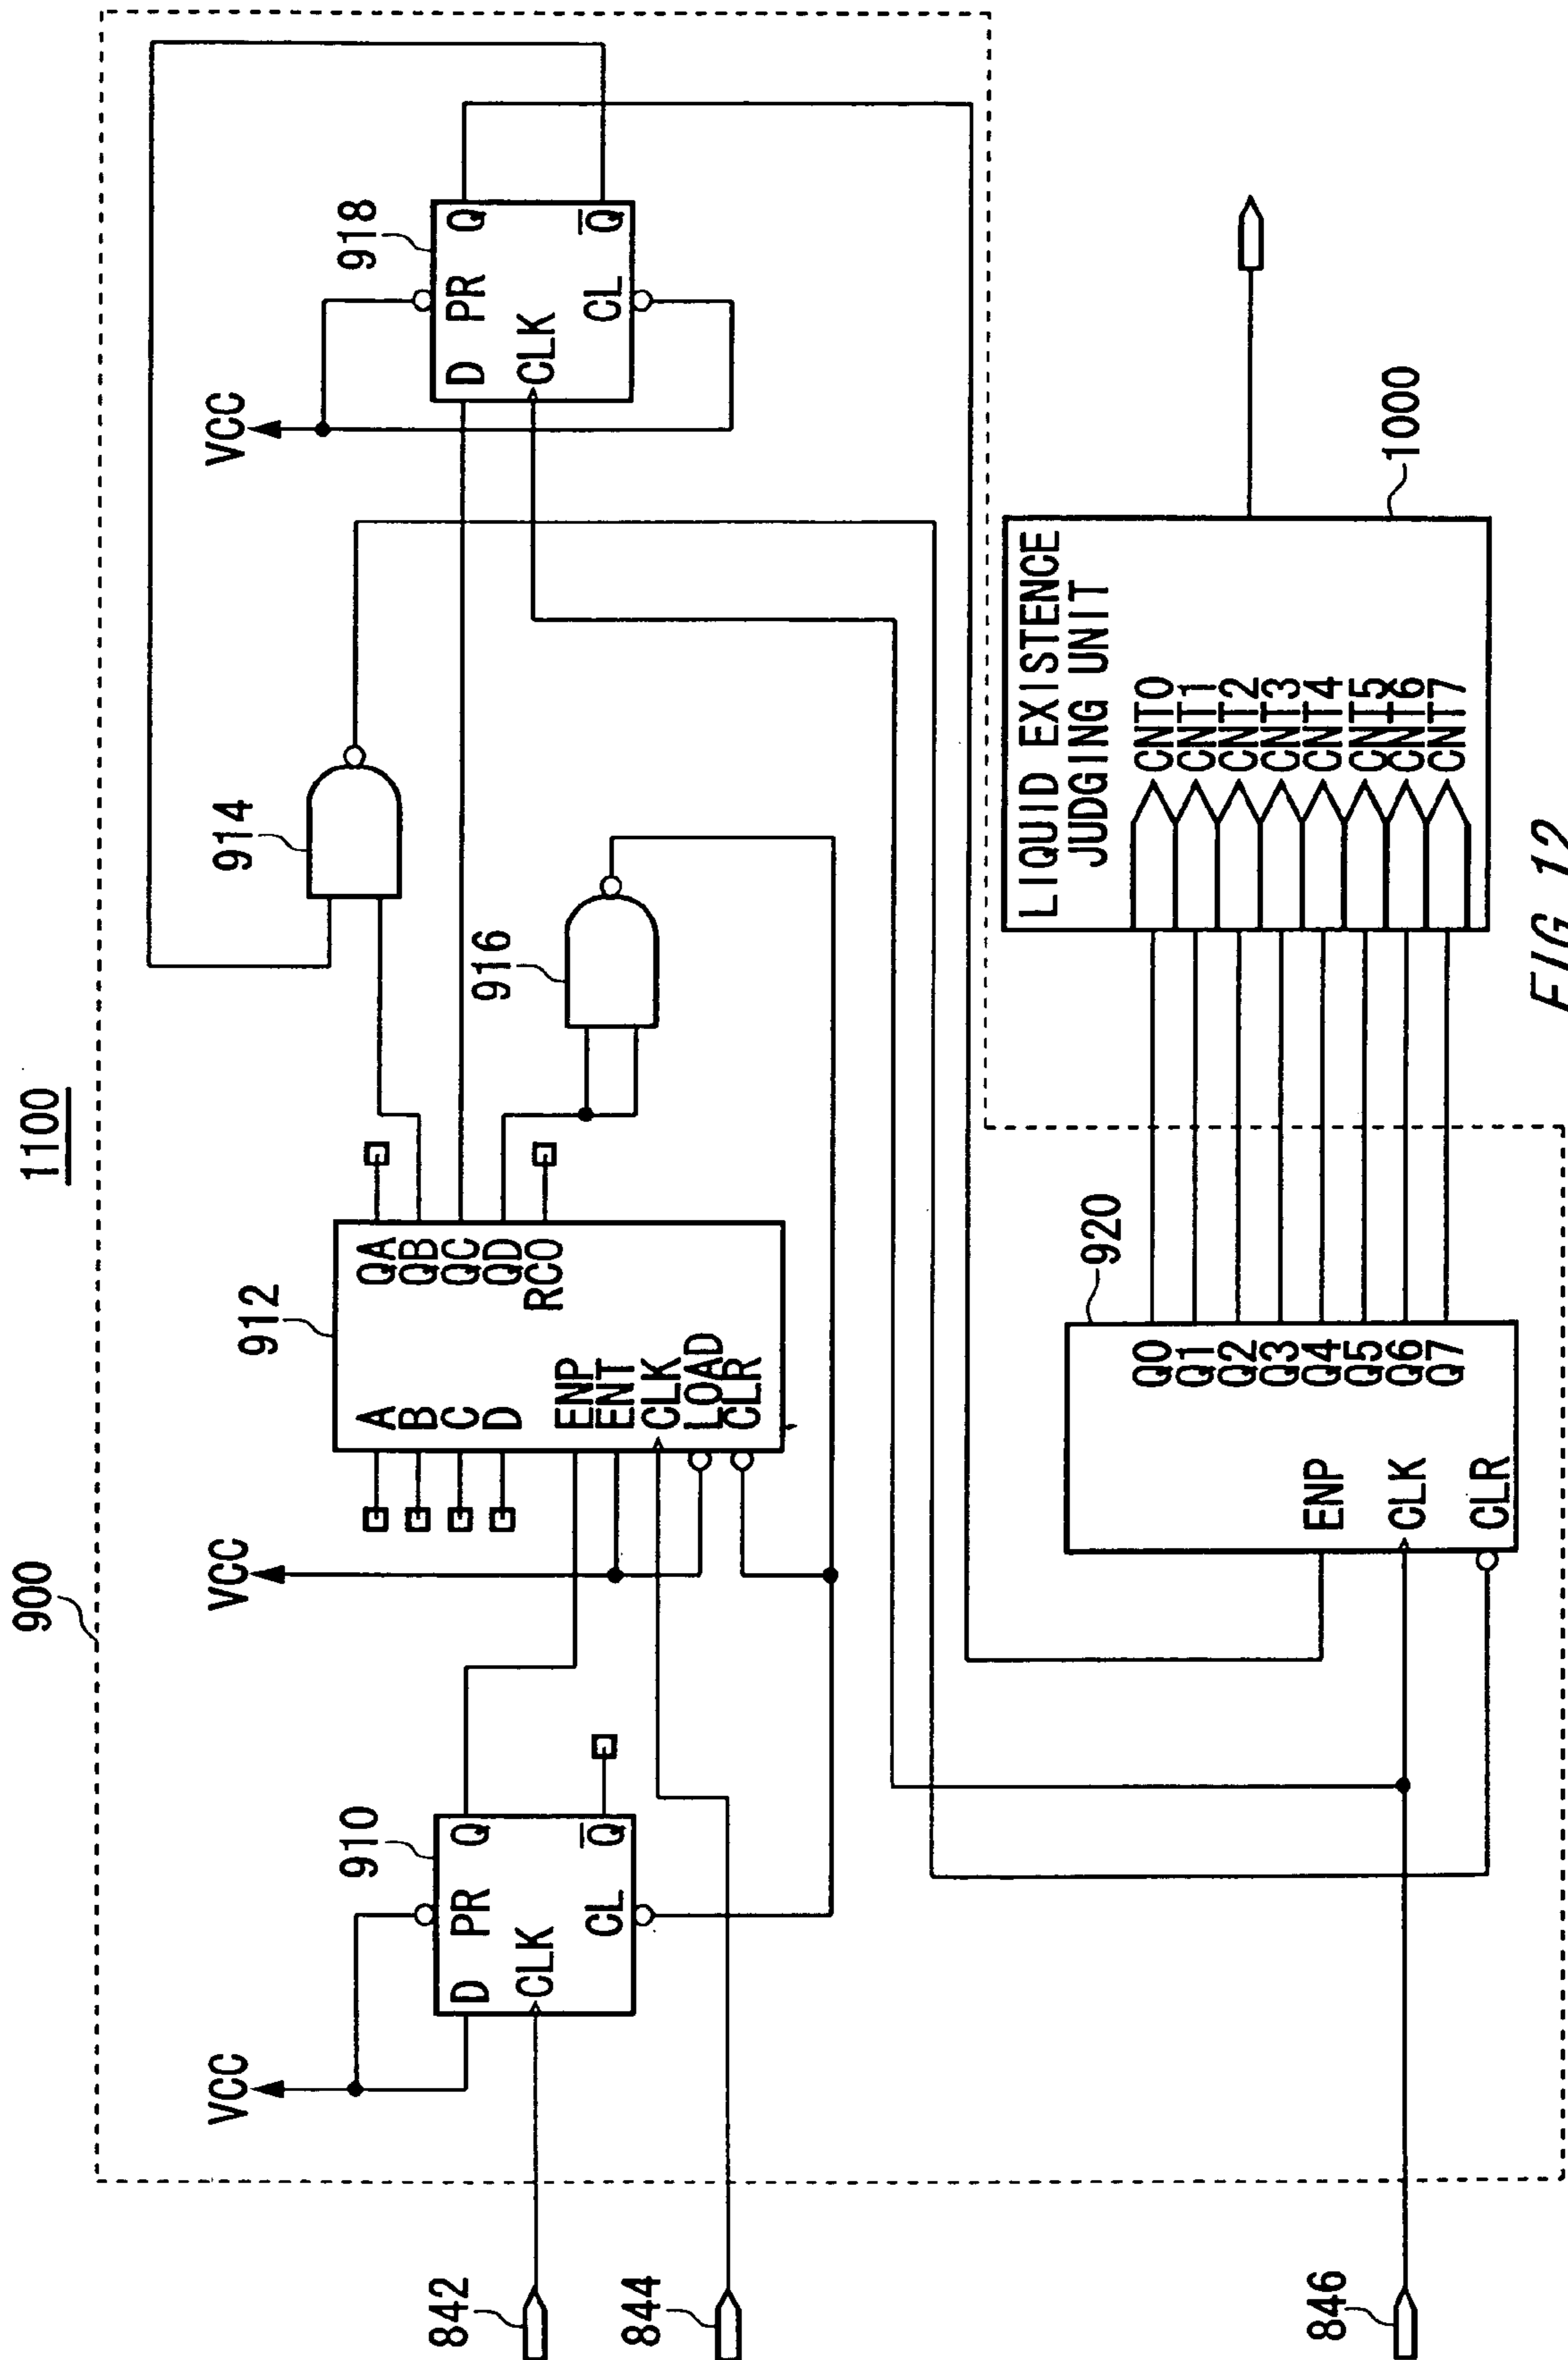 1100
900
VCC
910
D
PR
Q
CLK
CL
Q
842
844
VCC
912
A
B
C
D
ENP
ENT
CLK
LOAD
CLR
QA
QB
QC
QD
RCO
914
916
VCC
918
D
PR
Q
CLK
CL
Q
846
920
ENP
CLK
CLR
Q0
Q1
Q2
Q3
Q4
Q5
Q6
Q7
LIQUID EXISTENCE
JUDGING UNIT
CNT0
CNT1
CNT2
CNT3
CNT4
CNT5
CNT6
CNT7
1000
FIG. 12